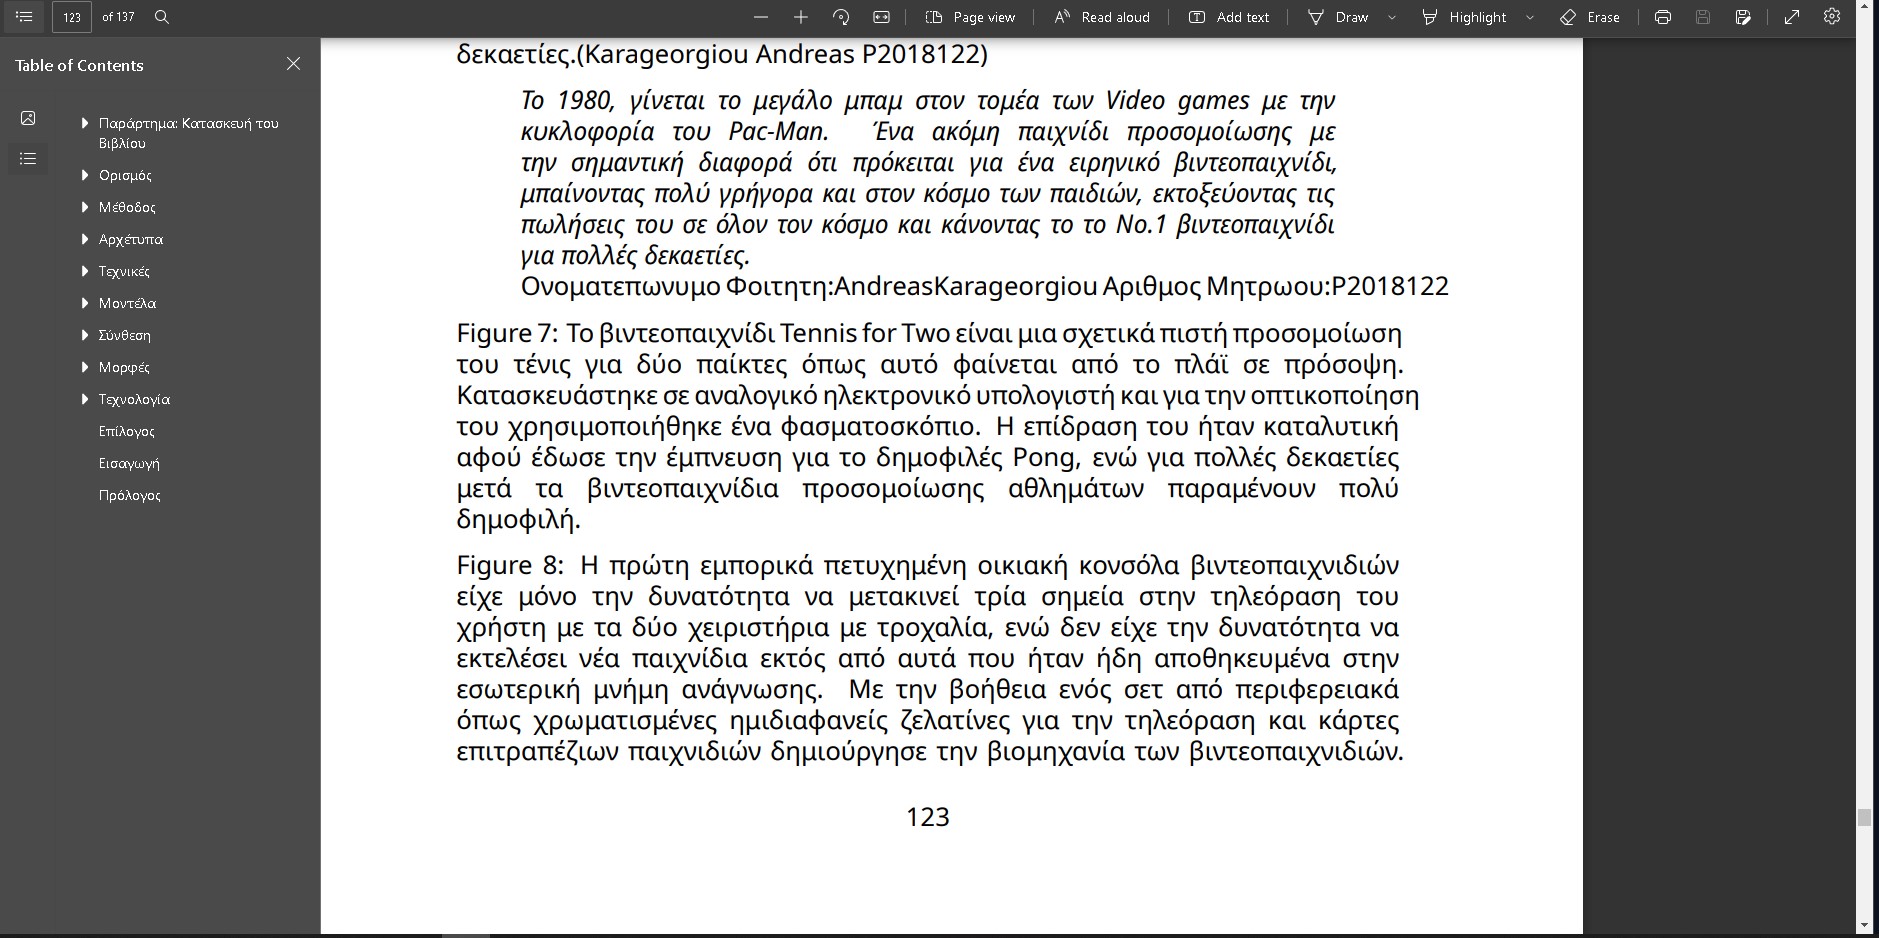 123 of 137 Page view Read aloud Add text Draw Highlight Erase
Table of Contents
Παράρτημα: Κατασκευή του
Βιβλίου
Ορισμός
Μέθοδος
Αρχέτυπα
Τεχνικές
Μοντέλα
Σύνθεση
Μορφές
Τεχνολογία
Επίλογος
Εισαγωγή
Πρόλογος
δεκαετίες.(Karageorgiou Andreas P2018122)
Το 1980, γίνεται το μεγάλο μπαμ στον τομέα των Video games με την
κυκλοφορία του Pac-Man. Ένα ακόμη παιχνίδι προσομοίωσης με
την σημαντική διαφορά ότι πρόκειται για ένα ειρηνικό βιντεοπαιχνίδι,
μπαίνοντας πολύ γρήγορα και στον κόσμο των παιδιών, εκτοξεύοντας τις
πωλήσεις του σε όλον τον κόσμο και κάνοντας το το Νο.1 βιντεοπαιχνίδι
για πολλές δεκαετίες.
Ονοματεπωνυμο Φοιτητη:AndreasKarageorgiou Αριθμος Μητρωου:P2018122
Figure 7: Το βιντεοπαιχνίδι Tennis for Two είναι μια σχετικά πιστή προσομοίωση
του τένις για δύο παίκτες όπως αυτό φαίνεται από το πλάϊ σε πρόσοψη.
Κατασκευάστηκε σε αναλογικό ηλεκτρονικό υπολογιστή και για την οπτικοποίηση
του χρησιμοποιήθηκε ένα φασματοσκόπιο. Η επίδραση του ήταν καταλυτική
αφού έδωσε την έμπνευση για το δημοφιλές Pong, ενώ για πολλές δεκαετίες
μετά τα βιντεοπαιχνίδια προσομοίωσης αθλημάτων παραμένουν πολύ
δημοφιλή.
Figure 8: Η πρώτη εμπορικά πετυχημένη οικιακή κονσόλα βιντεοπαιχνιδιών
είχε μόνο την δυνατότητα να μετακινεί τρία σημεία στην τηλεόραση του
χρήστη με τα δύο χειριστήρια με τροχαλία, ενώ δεν είχε την δυνατότητα να
εκτελέσει νέα παιχνίδια εκτός από αυτά που ήταν ήδη αποθηκευμένα στην
εσωτερική μνήμη ανάγνωσης. Με την βοήθεια ενός σετ από περιφερειακά
όπως χρωματισμένες ημιδιαφανείς ζελατίνες για την τηλεόραση και κάρτες
επιτραπέζιων παιχνιδιών δημιούργησε την βιομηχανία των βιντεοπαιχνιδιών.
123